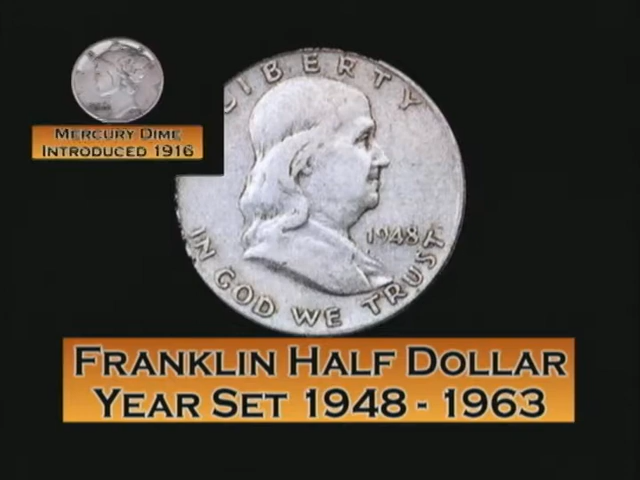 MERCURY DIME
INTRODUCED 1916
LIBERTY
1948
IN GOD WE TRUST
FRANKLIN HALF DOLLAR
YEAR SET 1948 - 1963